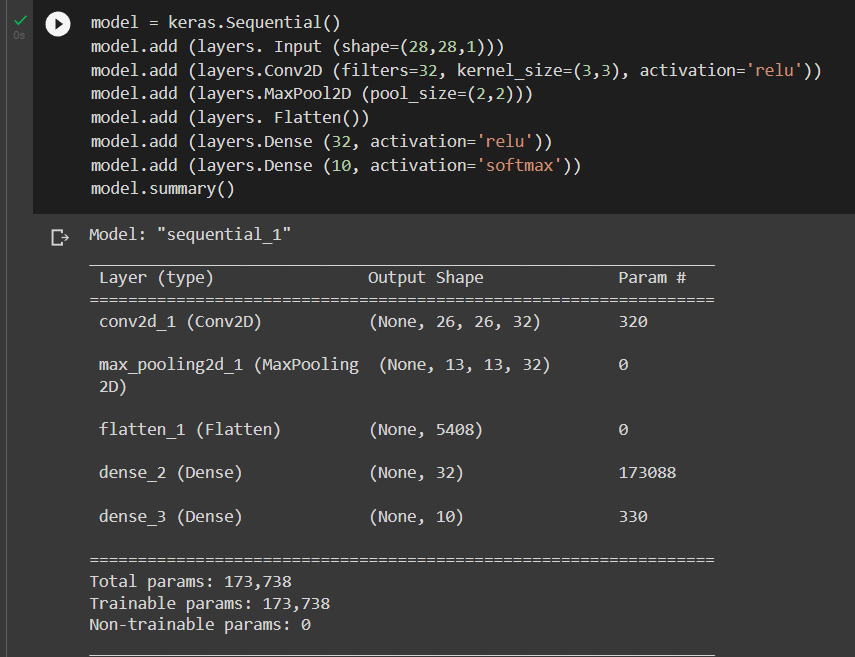 0s
model = keras.Sequential()
model.add (layers. Input (shape=(28,28,1)))
model.add (layers.Conv2D (filters=32, kernel_size=(3,3), activation='relu'))
model.add (layers.MaxPool2D (pool_size=(2,2)))
model.add (layers. Flatten())
model.add (layers.Dense (32, activation='relu'))
model.add (layers.Dense (10, activation='softmax'))
model.summary()
Model: "sequential_1"
Layer (type) Output Shape Param #
=================================================================
conv2d_1 (Conv2D) (None, 26, 26, 32) 320
max_pooling2d_1 (MaxPooling (None, 13, 13, 32) 0
2D)
flatten_1 (Flatten) (None, 5408) 0
dense_2 (Dense) (None, 32) 173088
dense_3 (Dense) (None, 10) 330
=================================================================
Total params: 173,738
Trainable params: 173,738
Non-trainable params: 0